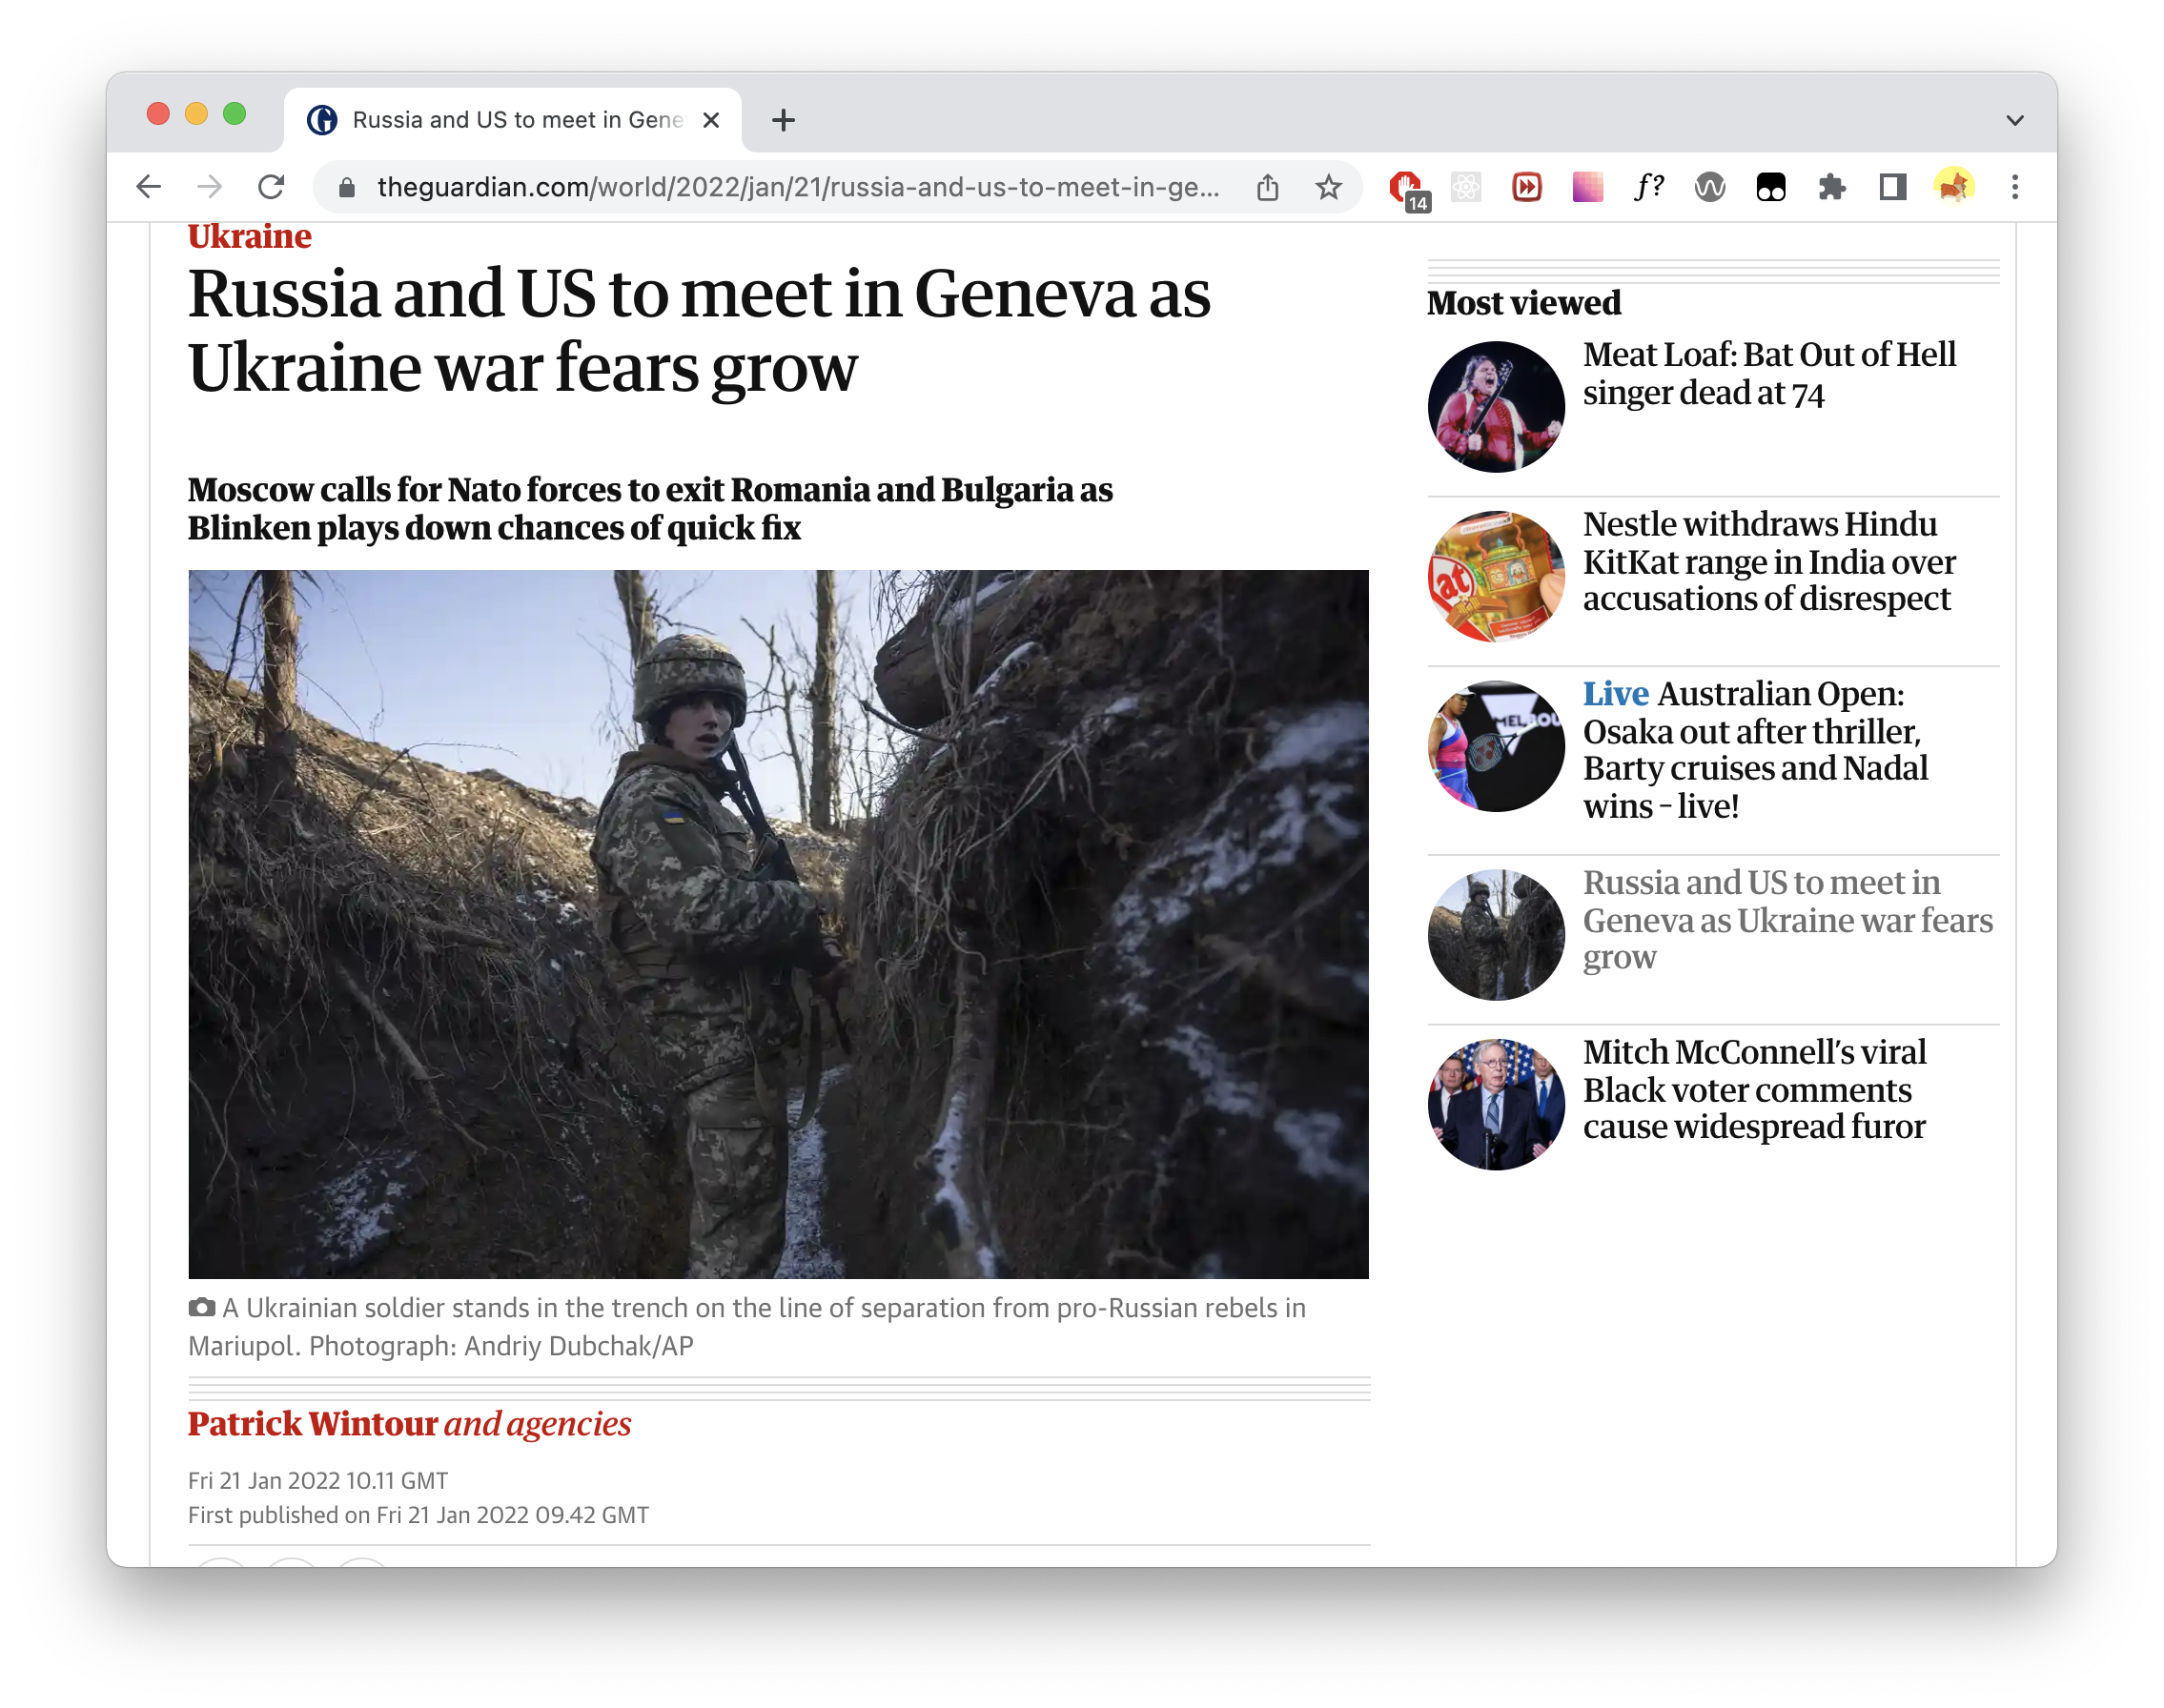 Russia and US to meet in Gene
theguardian.com/world/2022/jan/21/russia-and-us-to-meet-in-ge...
14
f?
Ukraine
Russia and US to meet in Geneva as
Ukraine war fears grow
Moscow calls for Nato forces to exit Romania and Bulgaria as
Blinken plays down chances of quick fix
A Ukrainian soldier stands in the trench on the line of separation from pro-Russian rebels in
Mariupol. Photograph: Andriy Dubchak/AP
Patrick Wintour and agencies
Fri 21 Jan 2022 10.11 GMT
First published on Fri 21 Jan 2022 09.42 GMT
Most viewed
Meat Loaf: Bat Out of Hell
singer dead at 74
at
Nestle withdraws Hindu
KitKat range in India over
accusations of disrespect
MELBOU
Live Australian Open:
Osaka out after thriller,
Barty cruises and Nadal
wins – live!
Russia and US to meet in
Geneva as Ukraine war fears
grow
Mitch McConnell’s viral
Black voter comments
cause widespread furor